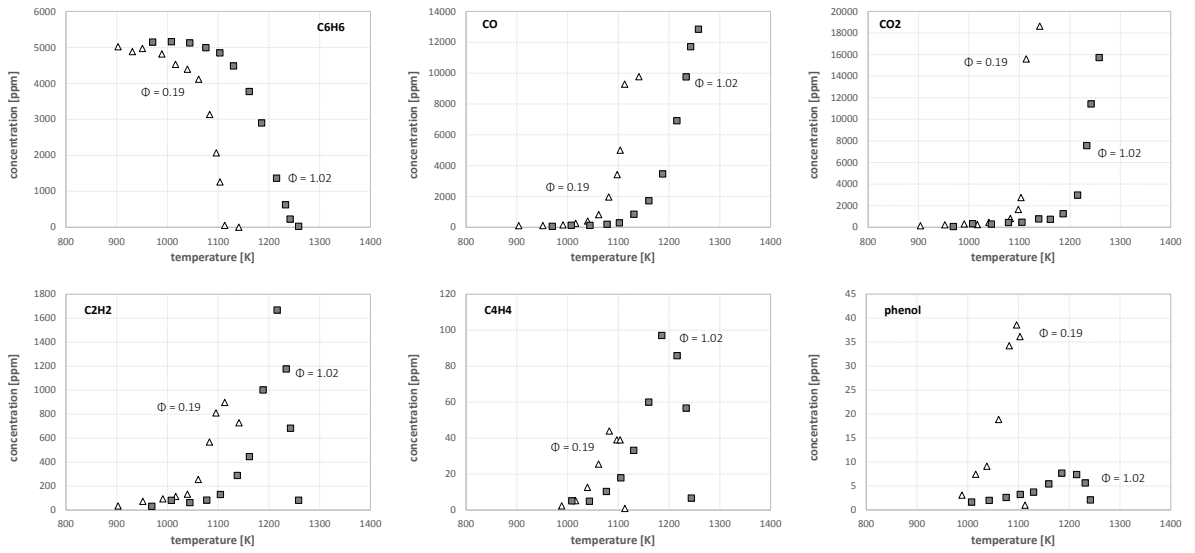 C6H6
concentration [ppm]
6000
5000
4000
3000
2000
1000
0
Φ = 0.19
Φ = 1.02
800 900 1000 1100 1200 1300 1400
temperature [K]
CO
concentration [ppm]
14000
12000
10000
8000
6000
4000
2000
0
Φ = 1.02
Φ = 0.19
800 900 1000 1100 1200 1300 1400
temperature [K]
CO2
concentration [ppm]
20000
18000
16000
14000
12000
10000
8000
6000
4000
2000
0
Φ = 0.19
Φ = 1.02
800 900 1000 1100 1200 1300 1400
temperature [K]
C2H2
concentration [ppm]
1800
1600
1400
1200
1000
800
600
400
200
0
Φ = 1.02
Φ = 0.19
800 900 1000 1100 1200 1300 1400
temperature [K]
C4H4
concentration [ppm]
120
100
80
60
40
20
0
Φ = 1.02
Φ = 0.19
800 900 1000 1100 1200 1300 1400
temperature [K]
phenol
concentration [ppm]
45
40
35
30
25
20
15
10
5
0
Φ = 0.19
Φ = 1.02
800 900 1000 1100 1200 1300 1400
temperature [K]